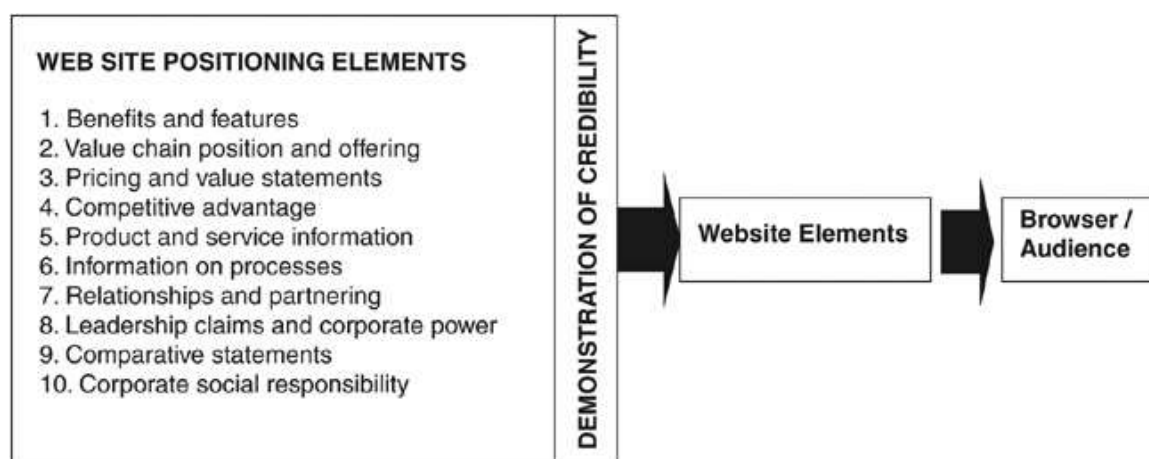 WEB SITE POSITIONING ELEMENTS
1. Benefits and features
2. Value chain position and offering
3. Pricing and value statements
4. Competitive advantage
5. Product and service information
6. Information on processes
7. Relationships and partnering
8. Leadership claims and corporate power
9. Comparative statements
10. Corporate social responsibility
DEMONSTRATION OF CREDIBILITY
Website Elements
Browser /
Audience